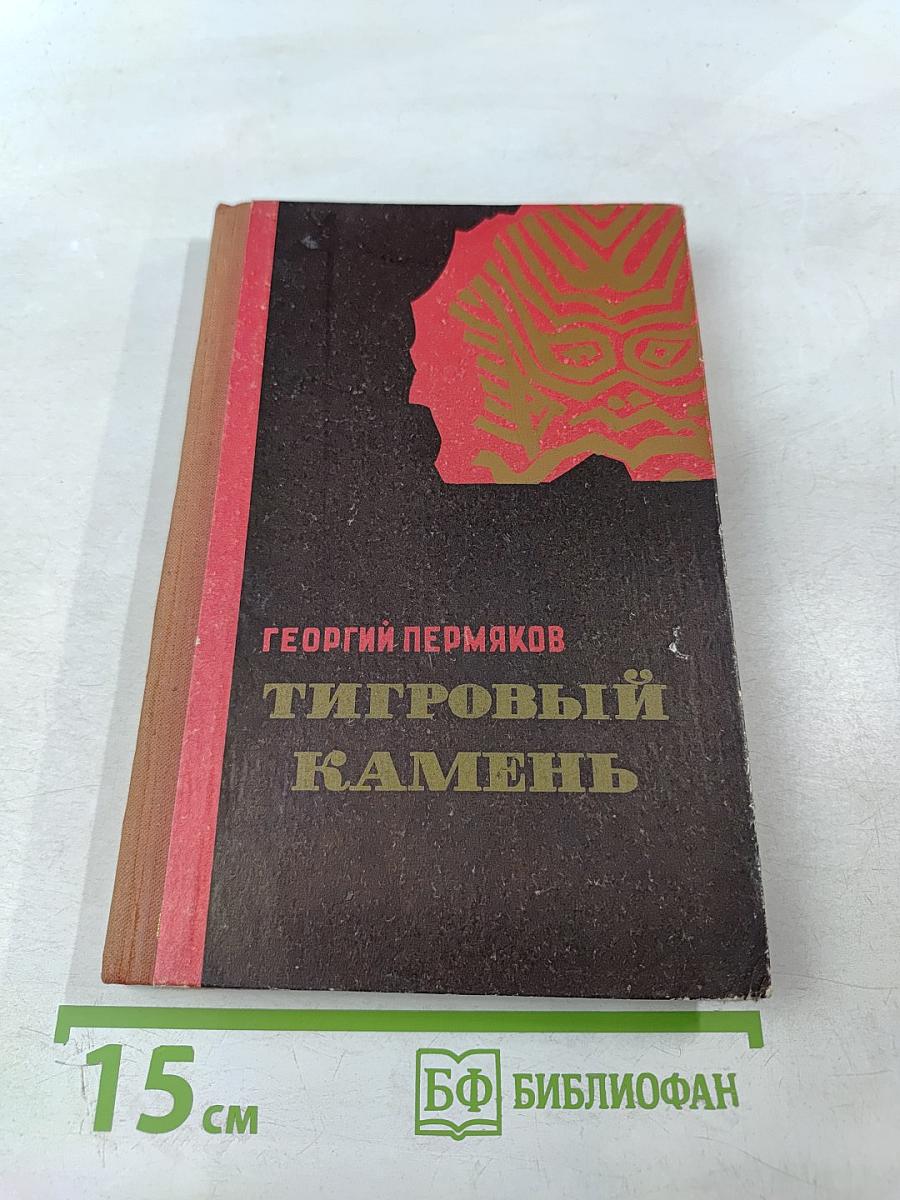 ГЕОРГИЙ ПЕРМЯКОВ
ТИГРОВЫЙ
КАМЕНЬ
15 см
БФ БИБЛИОФАН